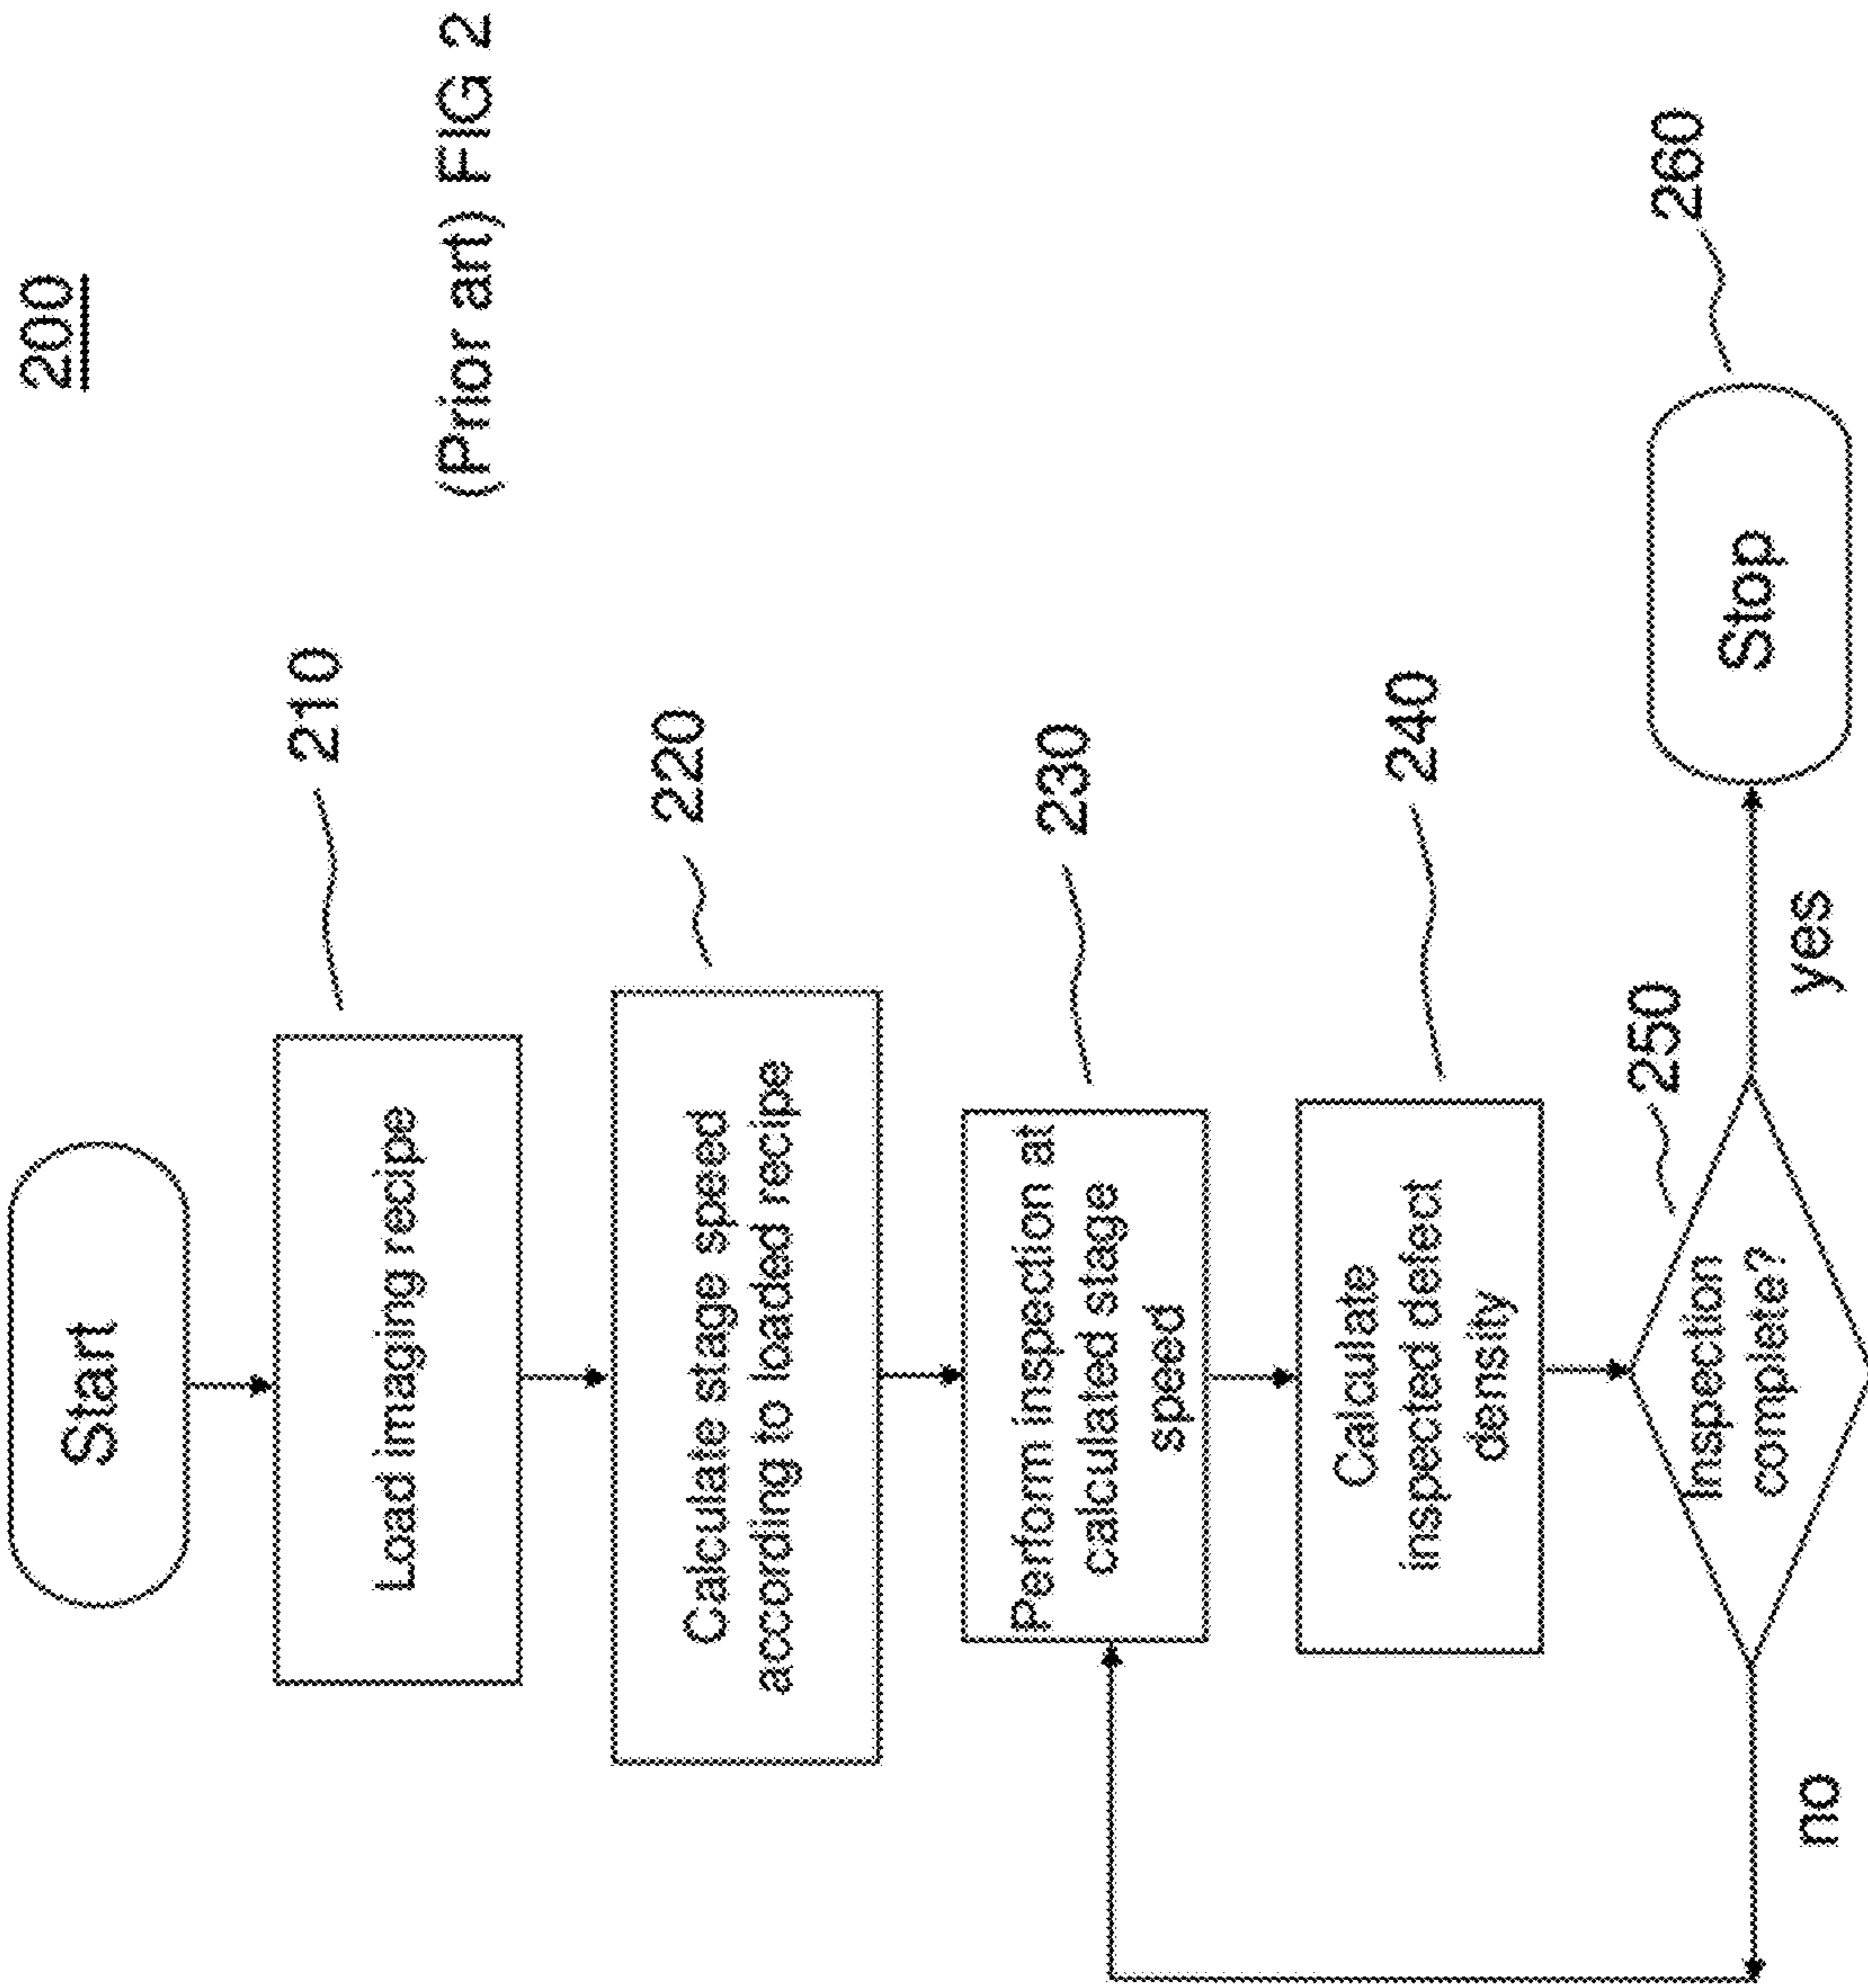 200
(Prior art) FIG 2
Start
Load imaging recipe
210
Calculate stage speed
according to loaded recipe
220
Perform inspection at
calculated stage
speed
230
Calculate
inspected defect
density
240
Inspection
complete?
250
yes
no
Stop
260